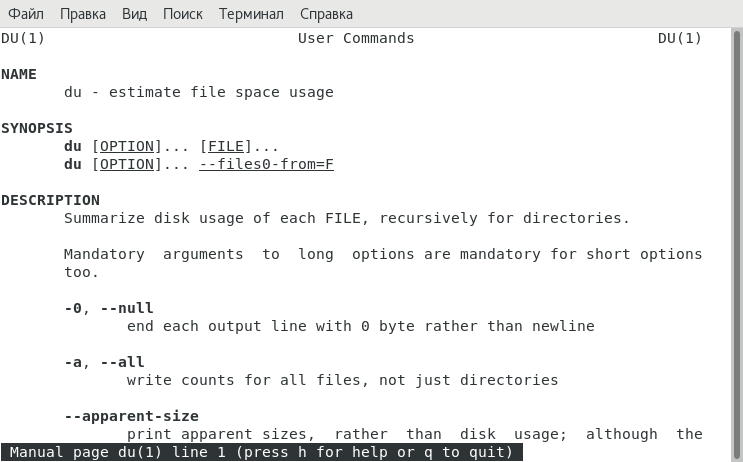 Файл Правка Вид Поиск Терминал Справка
DU(1) User Commands DU(1)
NAME
du - estimate file space usage
SYNOPSIS
du [OPTION]... [FILE]...
du [OPTION]... --files0-from=F
DESCRIPTION
Summarize disk usage of each FILE, recursively for directories.
Mandatory arguments to long options are mandatory for short options
too.
-0, --null
end each output line with 0 byte rather than newline
-a, --all
write counts for all files, not just directories
--apparent-size
print apparent sizes, rather than disk usage; although the
Manual page du(1) line 1 (press h for help or q to quit)